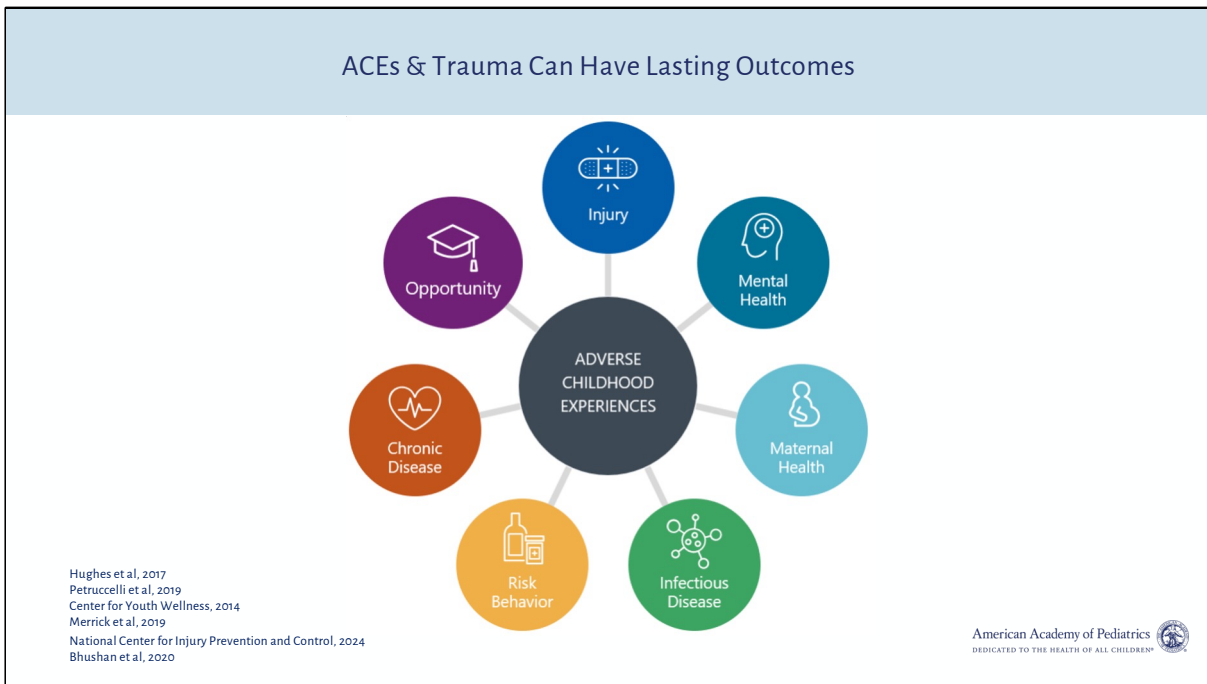 ACEs & Trauma Can Have Lasting Outcomes
Injury
Mental
Health
Maternal
Health
Infectious
Disease
Risk
Behavior
Chronic
Disease
Opportunity
ADVERSE
CHILDHOOD
EXPERIENCES
Hughes et al, 2017
Petruccelli et al, 2019
Center for Youth Wellness, 2014
Merrick et al, 2019
National Center for Injury Prevention and Control, 2024
Bhushan et al, 2020
American Academy of Pediatrics
DEDICATED TO THE HEALTH OF ALL CHILDREN®